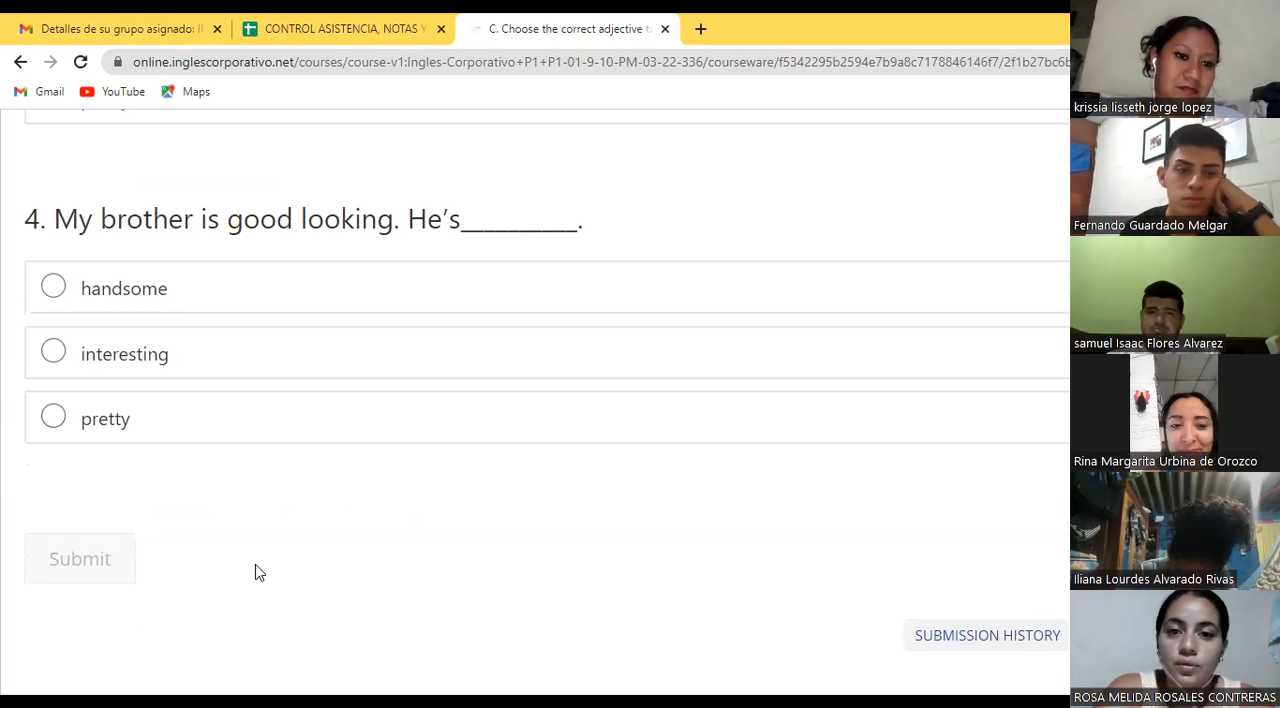 Detalles de su grupo asignado: I
CONTROL ASISTENCIA, NOTAS Y
C. Choose the correct adjective t
online.inglescorporativo.net/courses/course-v1:Ingles-Corporativo+P1+P1-01-9-10-PM-03-22-336/courseware/f5342295b2594e7b9a8c7178846146f7/2f1b27bc6b
Gmail YouTube Maps
4. My brother is good looking. He's__________.
handsome
interesting
pretty
Submit
SUBMISSION HISTORY
krissia lisseth jorge lopez
Fernando Guardado Melgar
samuel Isaac Flores Alvarez
Rina Margarita Urbina de Orozco
Iliana Lourdes Alvarado Rivas
ROSA MELIDA ROSALES CONTRERAS